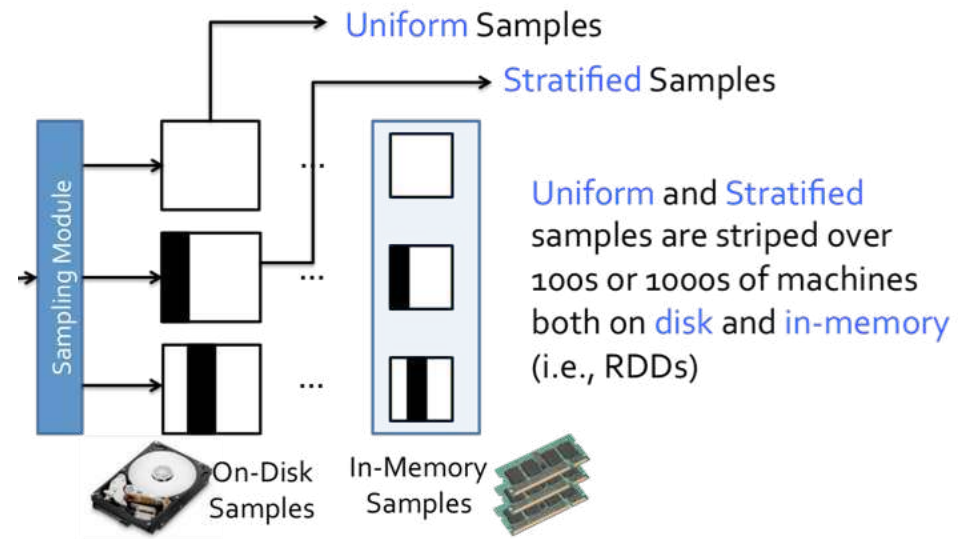 Uniform Samples
Stratified Samples
Sampling Module
...
...
...
Uniform and Stratified
samples are striped over
100s or 1000s of machines
both on disk and in-memory
(i.e., RDDs)
On-Disk
Samples
In-Memory
Samples